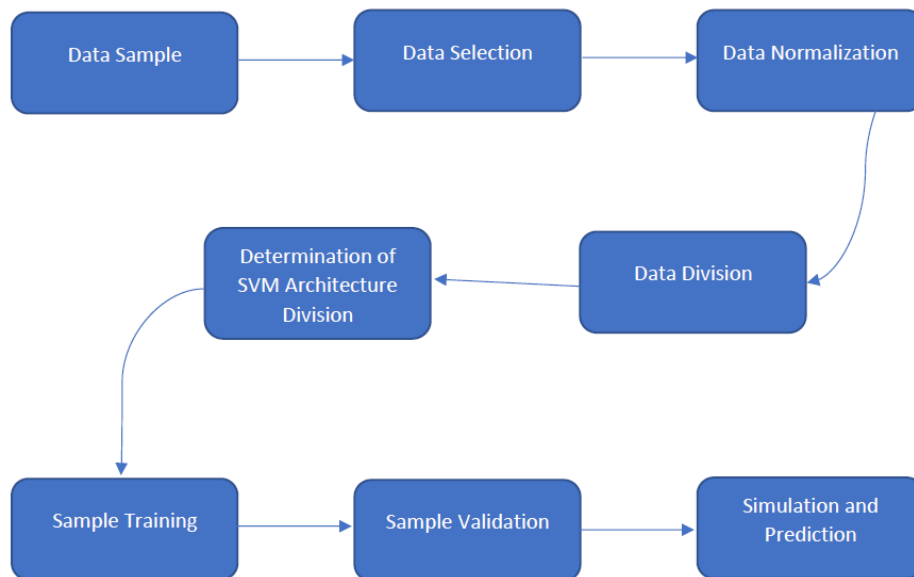 Data Sample
Data Selection
Data Normalization
Data Division
Determination of
SVM Architecture
Division
Sample Training
Sample Validation
Simulation and
Prediction